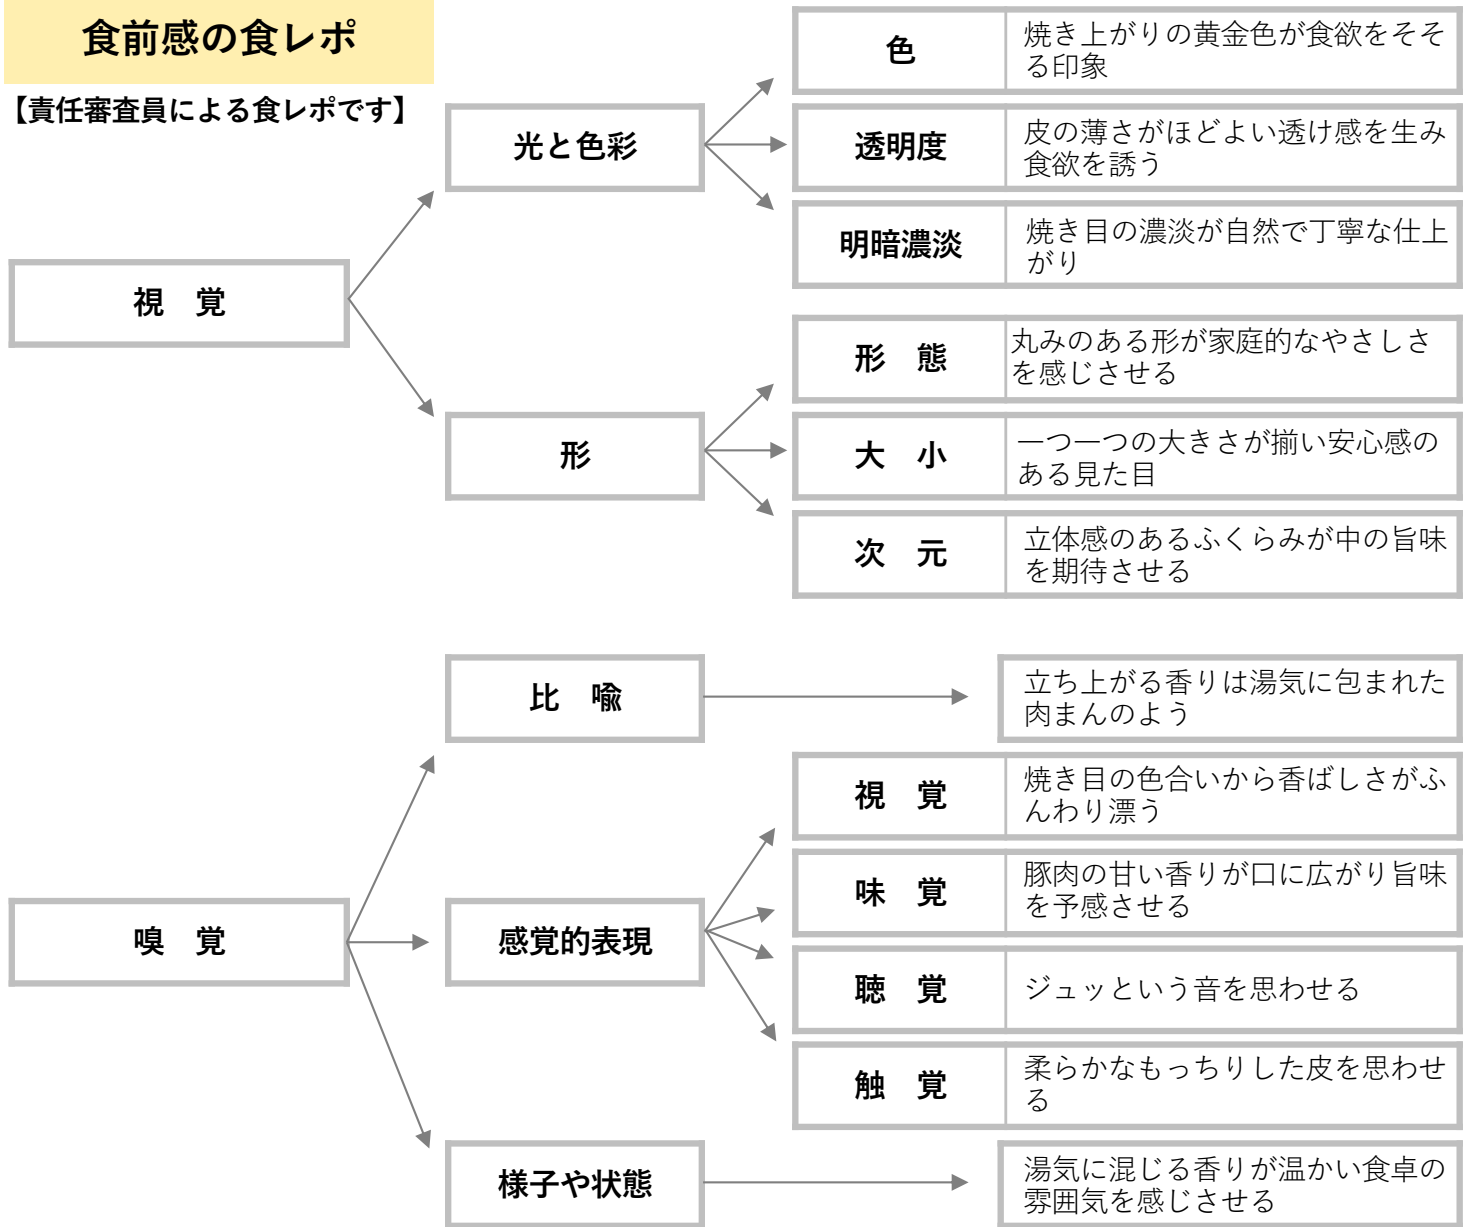 食前感の食レポ
【責任審査員による食レポです】
視　覚
光と色彩
色
焼き上がりの黄金色が食欲をそそ
る印象
透明度
皮の薄さがほどよい透け感を生み
食欲を誘う
明暗濃淡
焼き目の濃淡が自然で丁寧な仕上
がり
形
形　態
丸みのある形が家庭的なやさしさ
を感じさせる
大　小
一つ一つの大きさが揃い安心感の
ある見た目
次　元
立体感のあるふくらみが中の旨味
を期待させる
嗅　覚
比　喩
立ち上がる香りは湯気に包まれた
肉まんのよう
感覚的表現
視　覚
焼き目の色合いから香ばしさがふ
んわり漂う
味　覚
豚肉の甘い香りが口に広がり旨味
を予感させる
聴　覚
ジュッという音を思わせる
触　覚
柔らかなもっちりした皮を思わせ
る
様子や状態
湯気に混じる香りが温かい食卓の
雰囲気を感じさせる